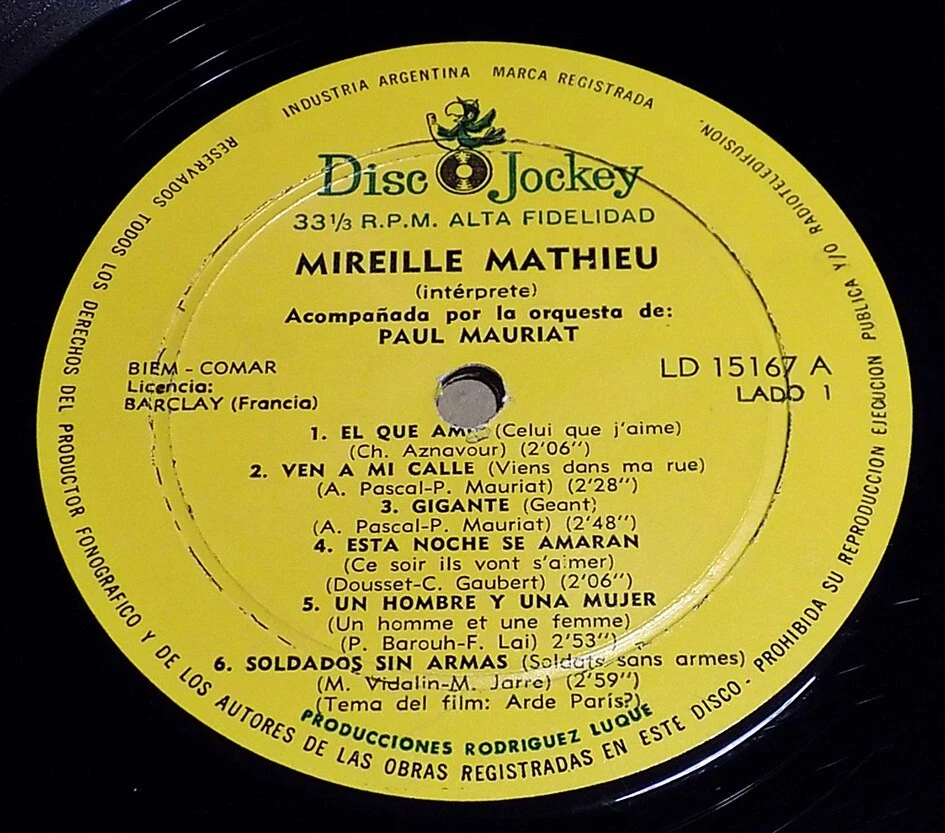 INDUSTRIA ARGENTINA MARCA REGISTRADA
Disc Jockey
33 1/3 R.P.M. ALTA FIDELIDAD
MIREILLE MATHIEU
(intérprete)
Acompañada por la orquesta de:
PAUL MAURIAT
BIEM - COMAR
Licencia:
BARCLAY (Francia)
LD 15167 A
LADO 1
1. EL QUE (Celui que j'aime)
(Ch. Aznavour) (2'06")
2. VEN A MI CALLE (Viens dans ma rue)
(A. Pascal-P. Mauriat) (2'28")
3. GIGANTE (Geant)
(A. Pascal-P. Mauriat) (2'48")
4. ESTA NOCHE SE AMARAN
(Ce soir ils vont s'aimer)
(Dousset-C. Gaubert) (2'06")
5. UN HOMBRE Y UNA MUJER
(Un homme et une femme)
(P. Barouh-F. Lai) 2'53")
6. SOLDADOS SIN ARMAS (Soldats sans armes)
(M. Vidalin-M. Jarre) (2'59")
(Tema del film: Arde París?)
PRODUCCIONES RODRIGUEZ LUQUE
RESERVADOS TODOS LOS DERECHOS DEL PRODUCTOR FONOGRAFICO Y DE LOS AUTORES DE LAS OBRAS REGISTRADAS EN ESTE DISCO - PROHIBIDA SU REPRODUCCION EJECUCION PUBLICA Y/O RADIOTELEDIFUSION.